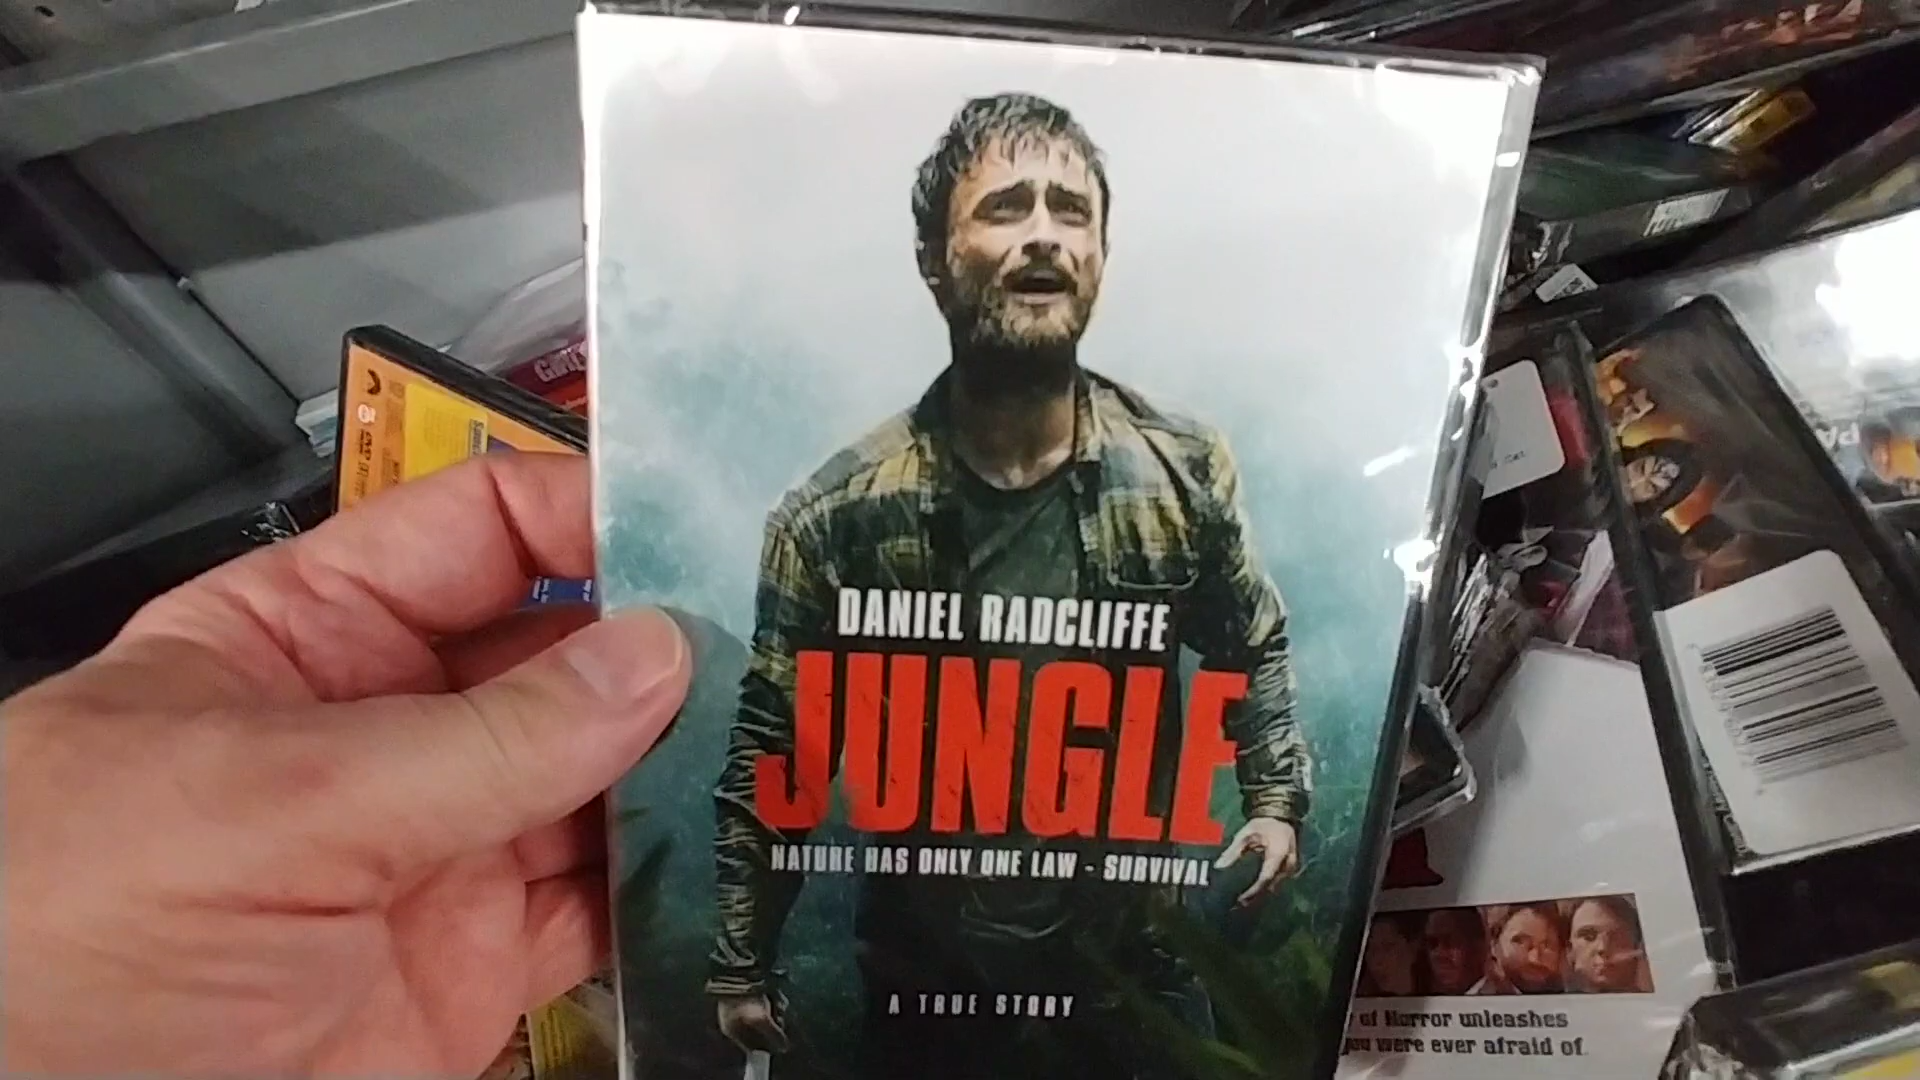 DANIEL RADCLIFFE
JUNGLE
NATURE HAS ONLY ONE LAW - SURVIVAL
A TRUE STORY
of Horror unleashes
you were ever afraid of.